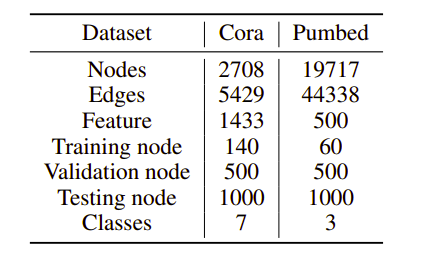 Dataset Cora Pumbed
Nodes 2708 19717
Edges 5429 44338
Feature 1433 500
Training node 140 60
Validation node 500 500
Testing node 1000 1000
Classes 7 3